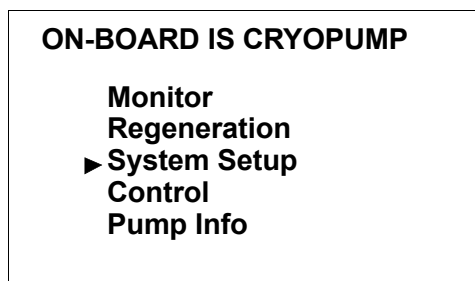 ON-BOARD IS CRYOPUMP
Monitor
Regeneration
►System Setup
Control
Pump Info